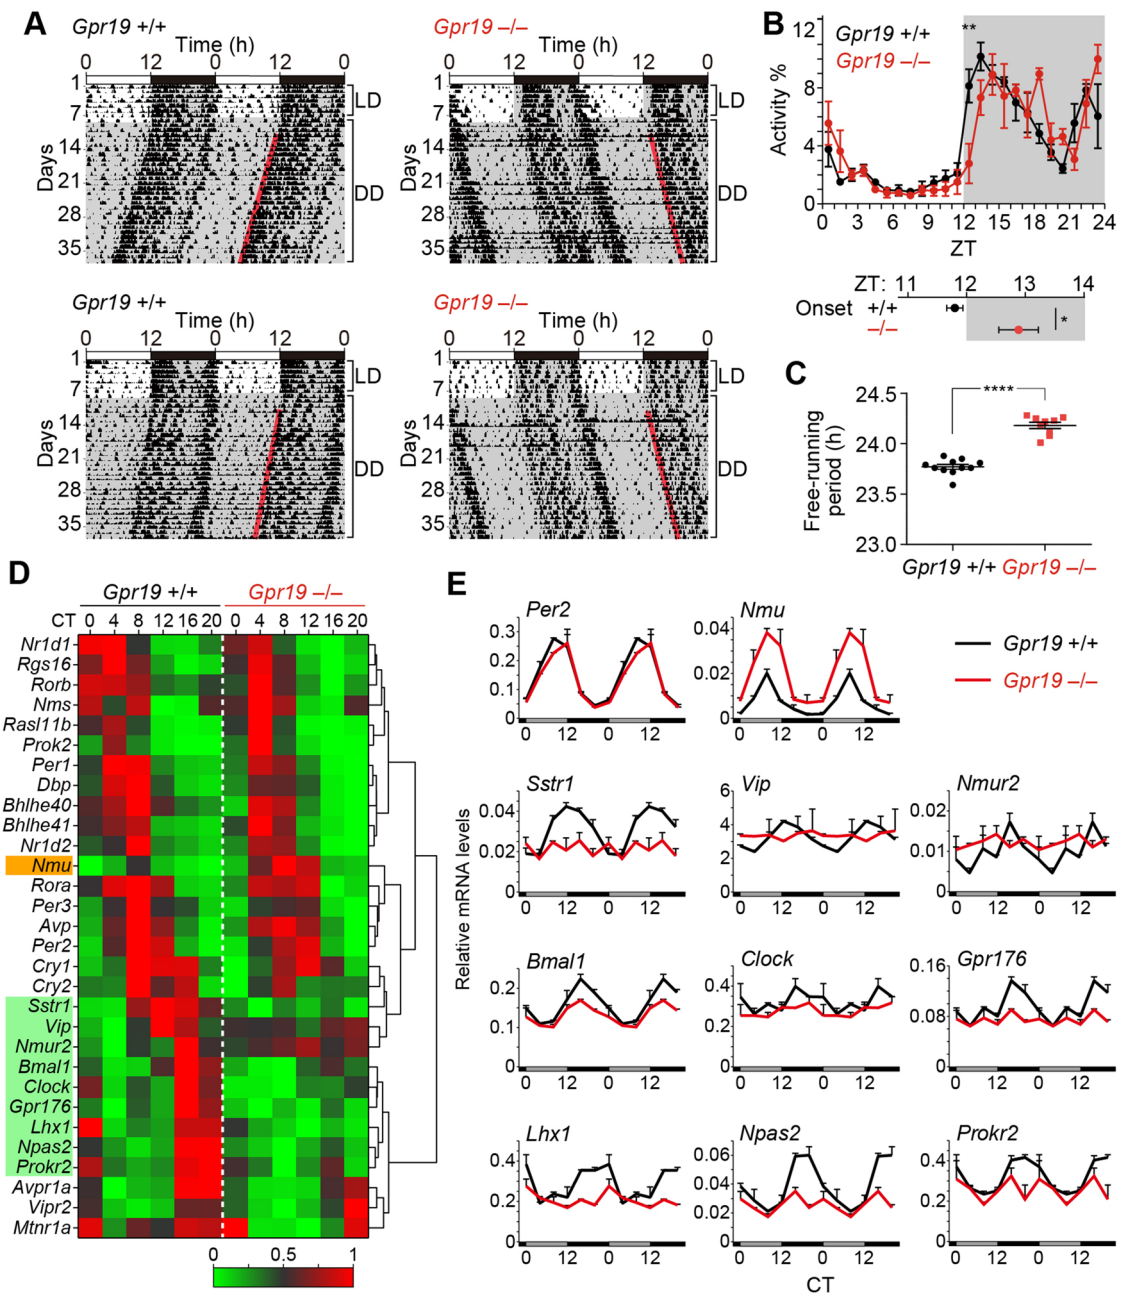 A
Gpr19 +/+
Time (h)
0 12 0 12 0
1
7
14
21
28
35
Days
LD
DD
Gpr19 –/–
Time (h)
0 12 0 12 0
1
7
14
21
28
35
Days
LD
DD
Gpr19 +/+
Time (h)
0 12 0 12 0
1
7
14
21
28
35
Days
LD
DD
Gpr19 –/–
Time (h)
0 12 0 12 0
1
7
14
21
28
35
Days
LD
DD
B
Gpr19 +/+
Gpr19 –/–
**
Activity %
12
8
4
0
0 3 6 9 12 15 18 21 24
ZT
ZT: 11 12 13 14
Onset +/+
–/–
*
C
****
Free-running
period (h)
24.5
24.0
23.5
23.0
Gpr19 +/+ Gpr19 –/–
D
Gpr19 +/+ Gpr19 –/–
CT 0 4 8 12 16 20 0 4 8 12 16 20
Nr1d1
Rgs16
Rorb
Nms
Rasl11b
Prok2
Per1
Dbp
Bhlhe40
Bhlhe41
Nr1d2
Nmu
Rora
Per3
Avp
Per2
Cry1
Cry2
Sstr1
Vip
Nmur2
Bmal1
Clock
Gpr176
Lhx1
Npas2
Prokr2
Avpr1a
Vipr2
Mtnr1a
0 0.5 1
E
Gpr19 +/+
Gpr19 –/–
Relative mRNA levels
Per2
0.3
0.2
0.1
0
0 12 0 12
Nmu
0.04
0.02
0
0 12 0 12
Sstr1
0.04
0.02
0
0 12 0 12
Vip
6
4
2
0
0 12 0 12
Nmur2
0.02
0.01
0
0 12 0 12
Bmal1
0.2
0.1
0
0 12 0 12
Clock
0.4
0.2
0
0 12 0 12
Gpr176
0.16
0.08
0
0 12 0 12
Lhx1
0.4
0.2
0
0 12 0 12
Npas2
0.06
0.04
0.02
0
0 12 0 12
Prokr2
0.4
0.2
0
0 12 0 12
CT